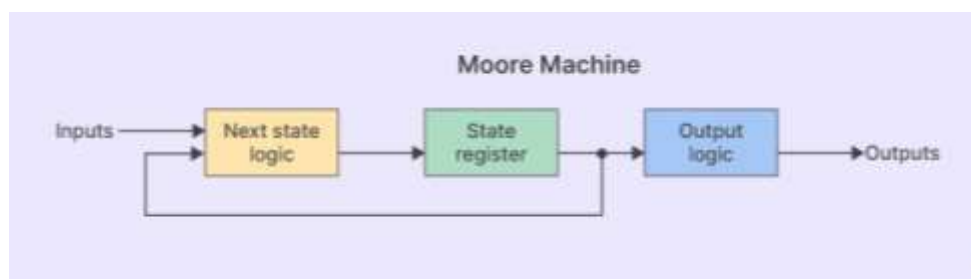 Moore Machine
Inputs
Next state
logic
State
register
Output
logic
Outputs